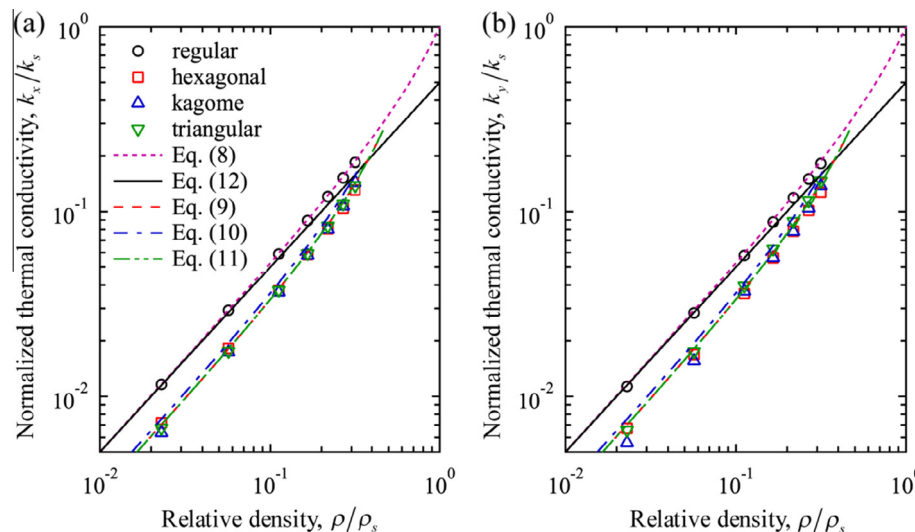 (a)
10^0
10^-1
10^-2
Normalized thermal conductivity, k_x/k_s
regular
hexagonal
kagome
triangular
Eq. (8)
Eq. (12)
Eq. (9)
Eq. (10)
Eq. (11)
10^-2 10^-1 10^0
Relative density, ρ/ρ_s
(b)
10^0
10^-1
10^-2
Normalized thermal conductivity, k_y/k_s
10^-2 10^-1 10^0
Relative density, ρ/ρ_s